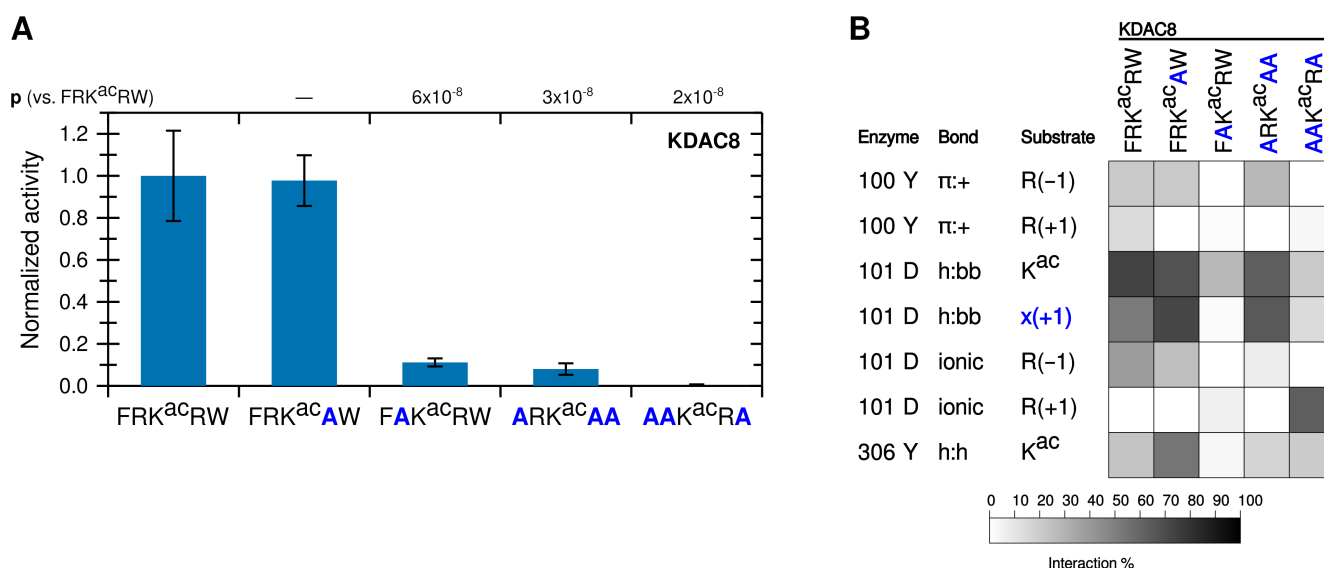 A
p (vs. FRKacRW) — 6x10-8 3x10-8 2x10-8
KDAC8
Normalized activity
1.2
1.0
0.8
0.6
0.4
0.2
0.0
FRKacRW FRKacAW FAKacRW ARKacAA AAKacRA
B
KDAC8
FRKacRW FRKacAW FAKacRW ARKacAA AAKacRA
Enzyme Bond Substrate
100 Y π:+ R(−1)
100 Y π:+ R(+1)
101 D h:bb Kac
101 D h:bb x(+1)
101 D ionic R(−1)
101 D ionic R(+1)
306 Y h:h Kac
0 10 20 30 40 50 60 70 80 90 100
Interaction %